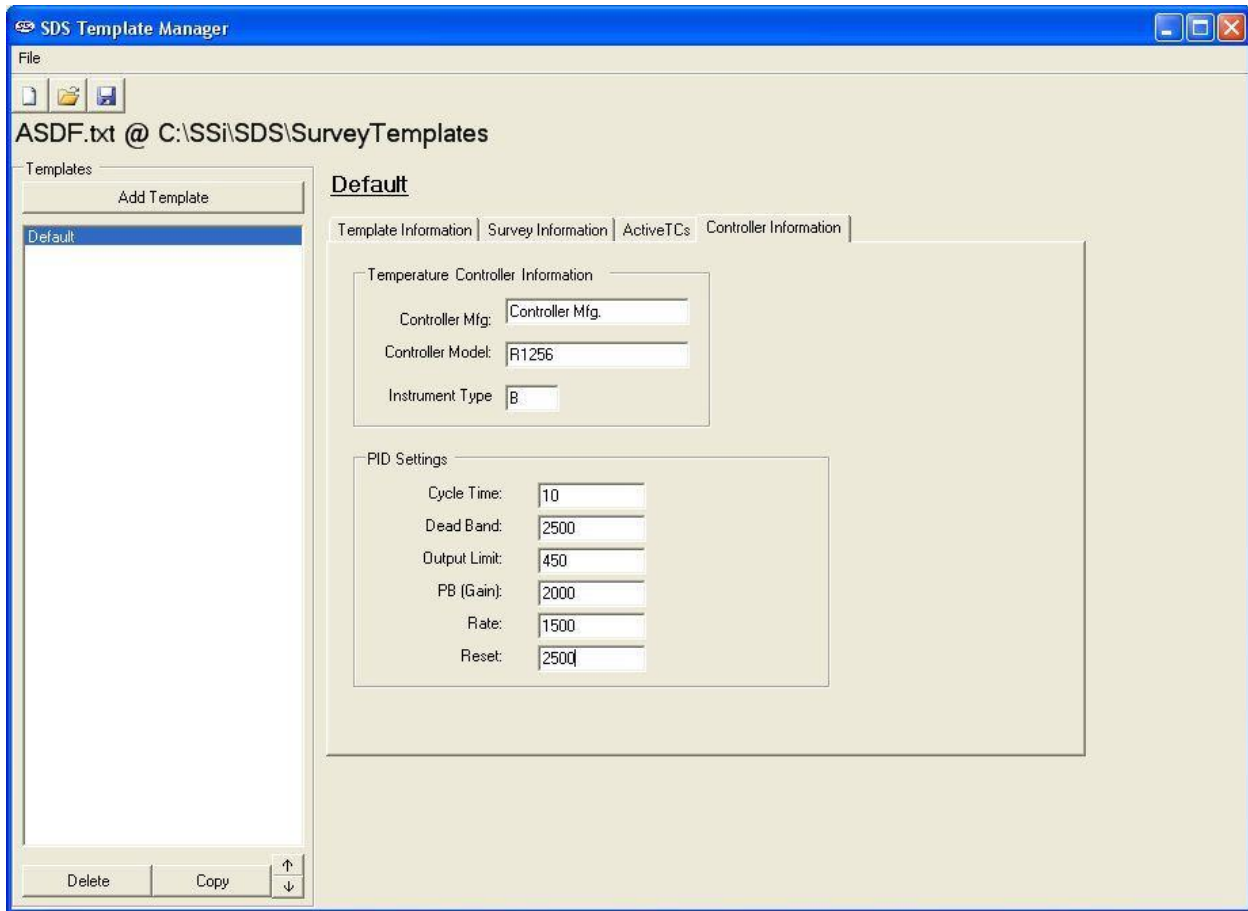 SDS Template Manager
File
ASDF.txt @ C:\SSi\SDS\SurveyTemplates
Templates
Add Template
Default
Delete
Copy
Default
Template Information
Survey Information
ActiveTCs
Controller Information
Temperature Controller Information
Controller Mfg: Controller Mfg.
Controller Model: R1256
Instrument Type B
PID Settings
Cycle Time: 10
Dead Band: 2500
Output Limit: 450
PB (Gain): 2000
Rate: 1500
Reset: 2500